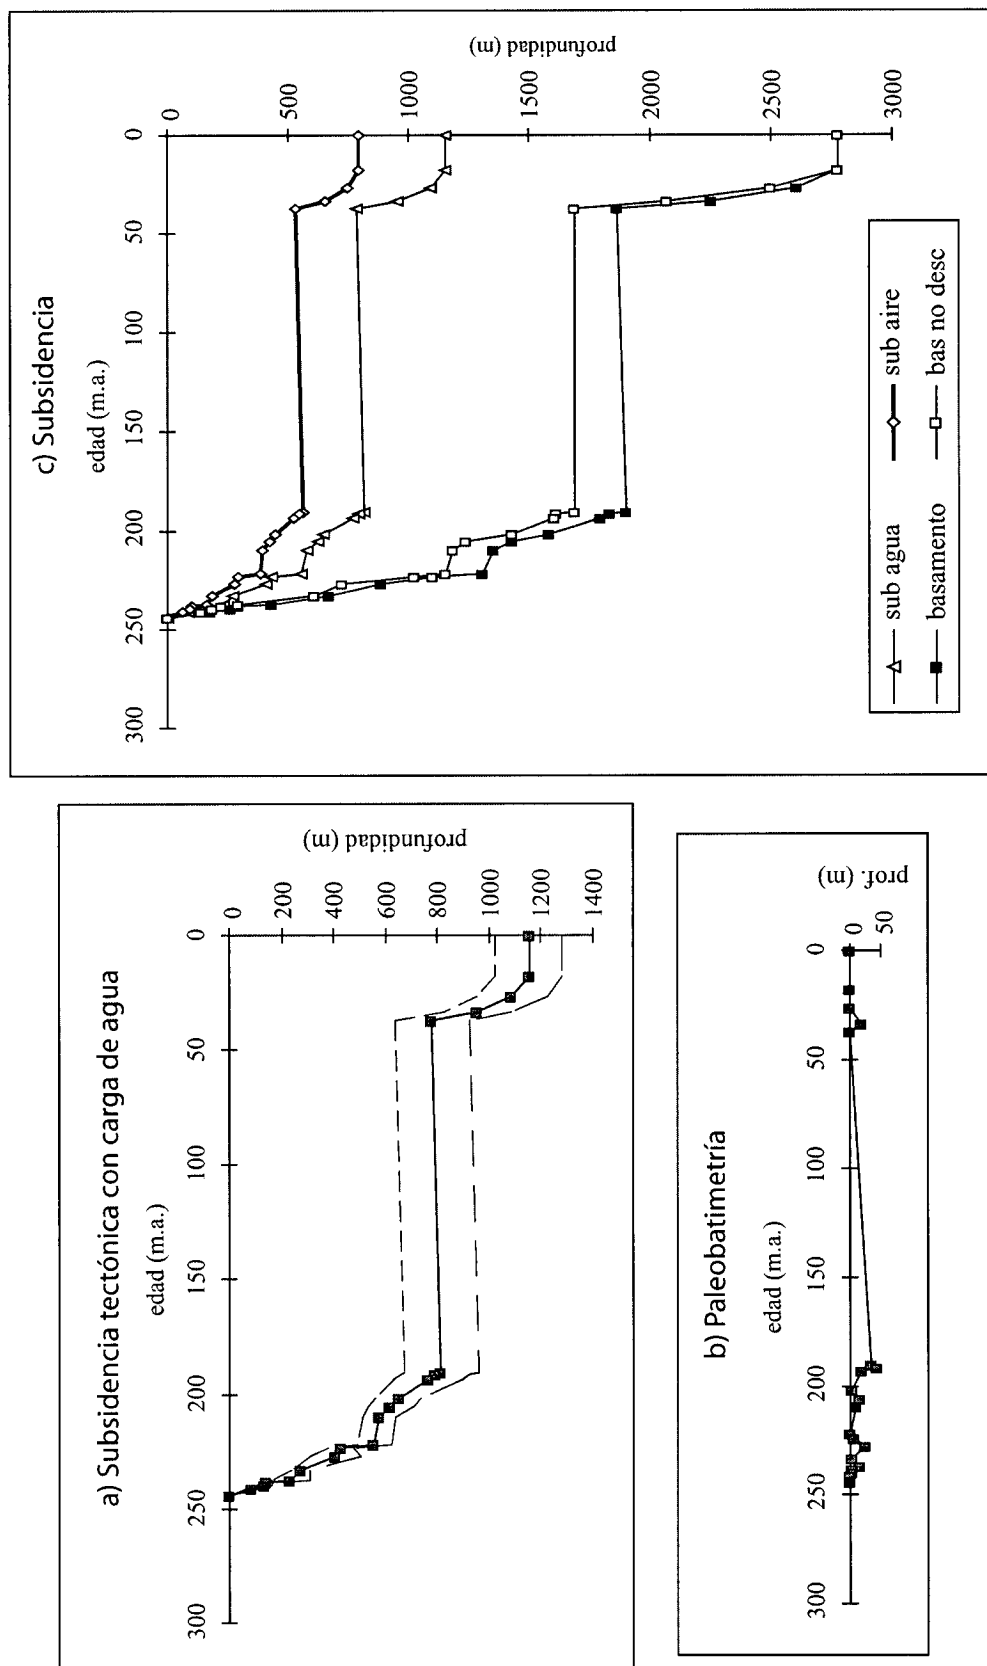 a) Subsidencia tectónica con carga de agua
edad (m.a.)
300 250 200 150 100 50 0
0
200
400
600
800
1000
1200
1400
profundidad (m)
b) Paleobatimetría
edad (m.a.)
300 250 200 150 100 50 0
0
50
prof. (m)
c) Subsidencia
edad (m.a.)
300 250 200 150 100 50 0
0
500
1000
1500
2000
2500
3000
profundidad (m)
sub agua
sub aire
basamento
bas no desc